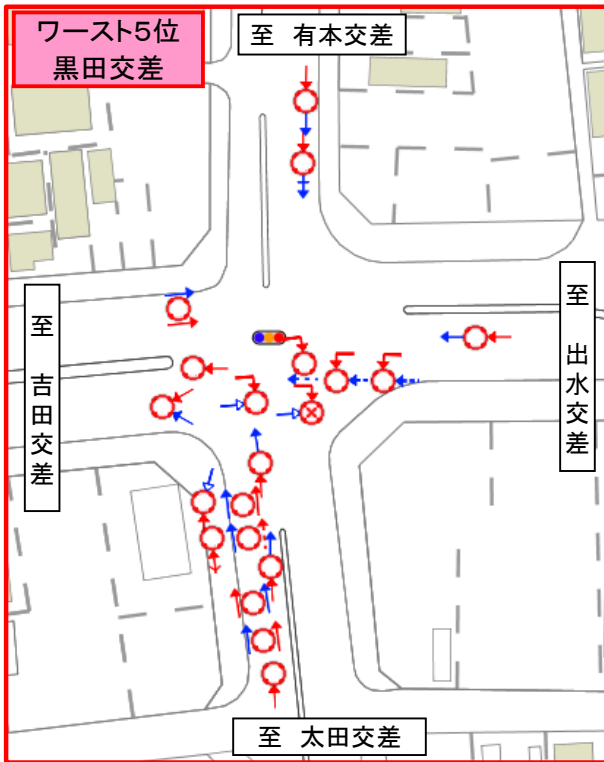 ワースト5位
黒田交差
至 有本交差
至 吉田交差
至 出水交差
至 太田交差